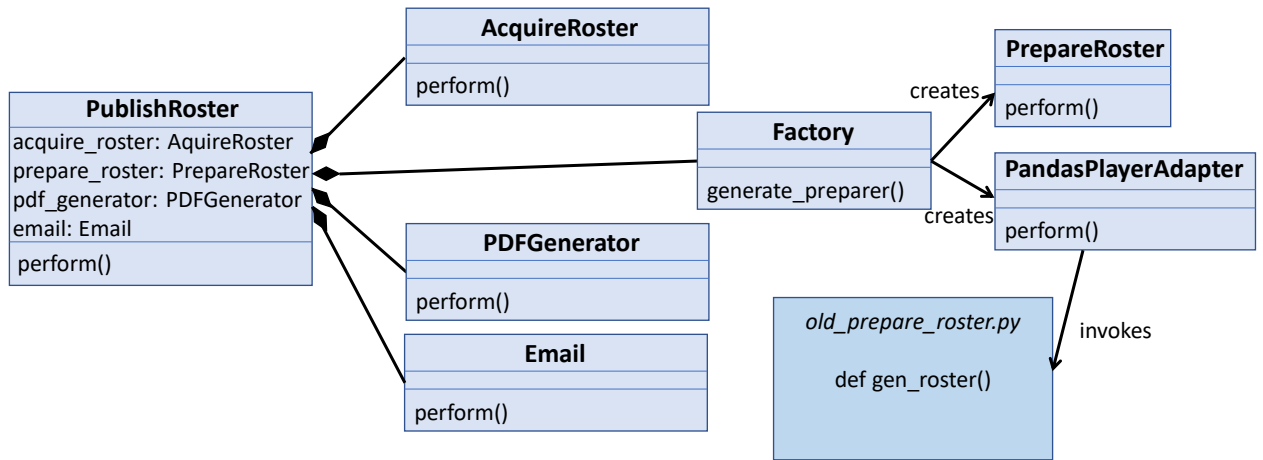 PublishRoster
acquire_roster: AquireRoster
prepare_roster: PrepareRoster
pdf_generator: PDFGenerator
email: Email
perform()
AcquireRoster
perform()
Factory
generate_preparer()
PDFGenerator
perform()
Email
perform()
creates
PrepareRoster
perform()
creates
PandasPlayerAdapter
perform()
invokes
old_prepare_roster.py
def gen_roster()